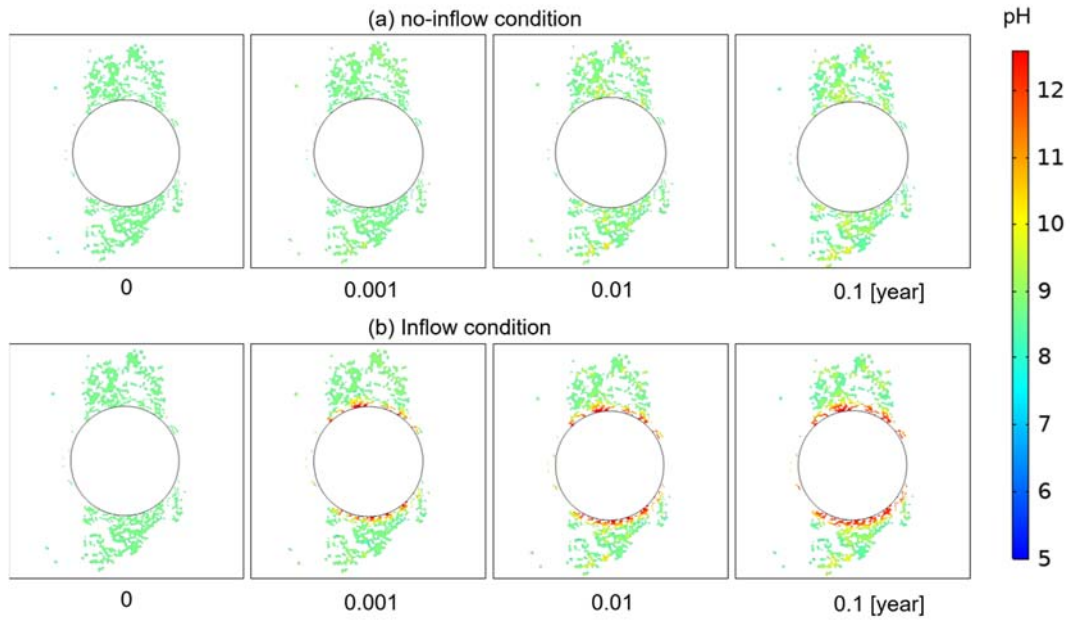 (a) no-inflow condition
pH
0
0.001
0.01
0.1 [year]
(b) Inflow condition
0
0.001
0.01
0.1 [year]
12
11
10
9
8
7
6
5